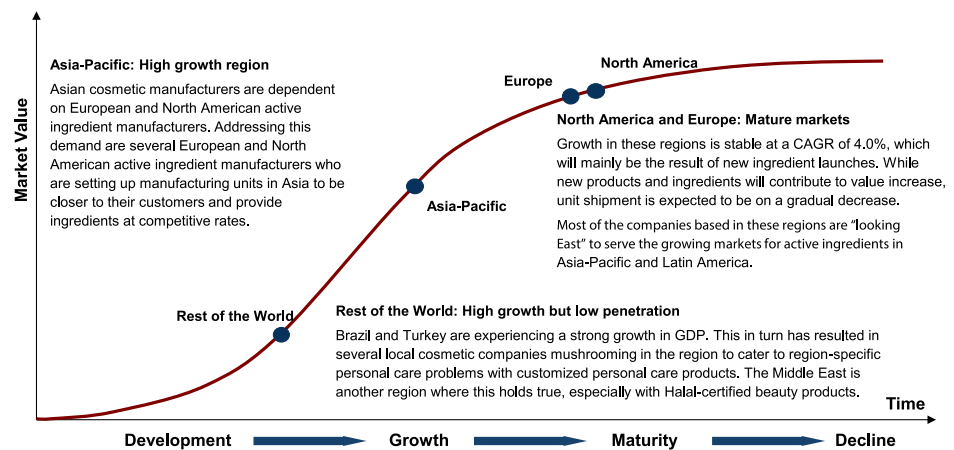 Market Value
Asia-Pacific: High growth region
Asian cosmetic manufacturers are dependent
on European and North American active
ingredient manufacturers. Addressing this
demand are several European and North
American active ingredient manufacturers who
are setting up manufacturing units in Asia to be
closer to their customers and provide
ingredients at competitive rates.
North America
Europe
North America and Europe: Mature markets
Growth in these regions is stable at a CAGR of 4.0%, which
will mainly be the result of new ingredient launches. While
new products and ingredients will contribute to value increase,
unit shipment is expected to be on a gradual decrease.
Most of the companies based in these regions are “looking
East” to serve the growing markets for active ingredients in
Asia-Pacific and Latin America.
Asia-Pacific
Rest of the World
Rest of the World: High growth but low penetration
Brazil and Turkey are experiencing a strong growth in GDP. This in turn has resulted in
several local cosmetic companies mushrooming in the region to cater to region-specific
personal care problems with customized personal care products. The Middle East is
another region where this holds true, especially with Halal-certified beauty products.
Time
Development Growth Maturity Decline